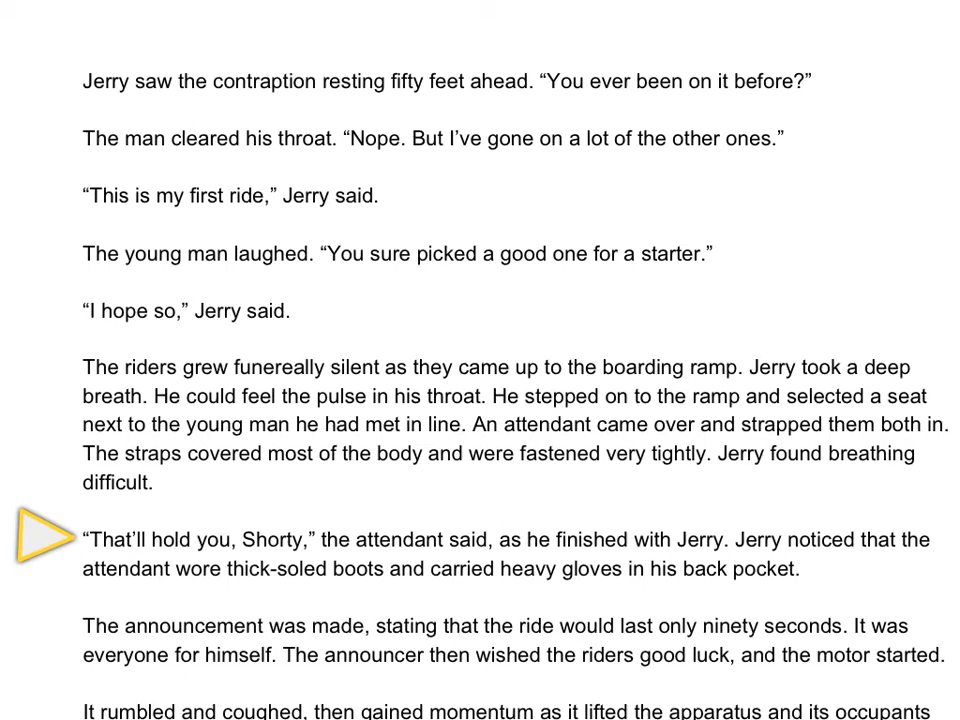 Jerry saw the contraption resting fifty feet ahead. “You ever been on it before?”
The man cleared his throat. “Nope. But I’ve gone on a lot of the other ones.”
“This is my first ride,” Jerry said.
The young man laughed. “You sure picked a good one for a starter.”
“I hope so,” Jerry said.
The riders grew funereally silent as they came up to the boarding ramp. Jerry took a deep
breath. He could feel the pulse in his throat. He stepped on to the ramp and selected a seat
next to the young man he had met in line. An attendant came over and strapped them both in.
The straps covered most of the body and were fastened very tightly. Jerry found breathing
difficult.
“That’ll hold you, Shorty,” the attendant said, as he finished with Jerry. Jerry noticed that the
attendant wore thick-soled boots and carried heavy gloves in his back pocket.
The announcement was made, stating that the ride would last only ninety seconds. It was
everyone for himself. The announcer then wished the riders good luck, and the motor started.
It rumbled and coughed, then gained momentum as it lifted the apparatus and its occupants